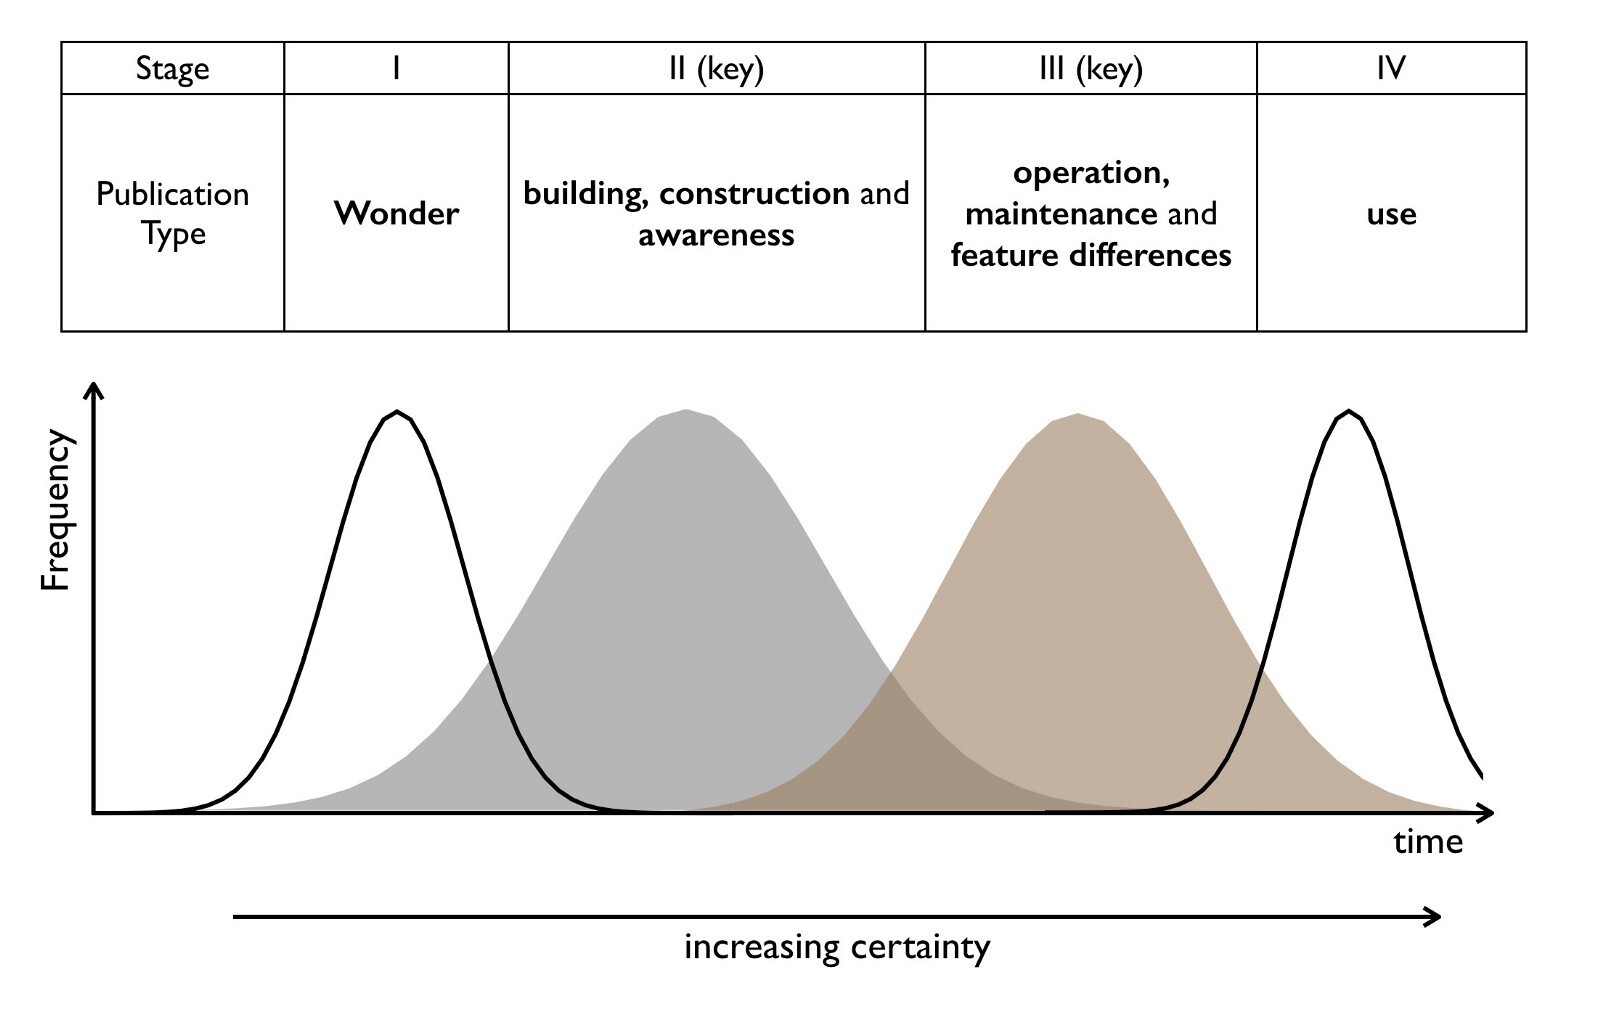 Stage
I
II (key)
III (key)
IV
Publication
Type
Wonder
building, construction and
awareness
operation,
maintenance and
feature differences
use
Frequency
time
increasing certainty